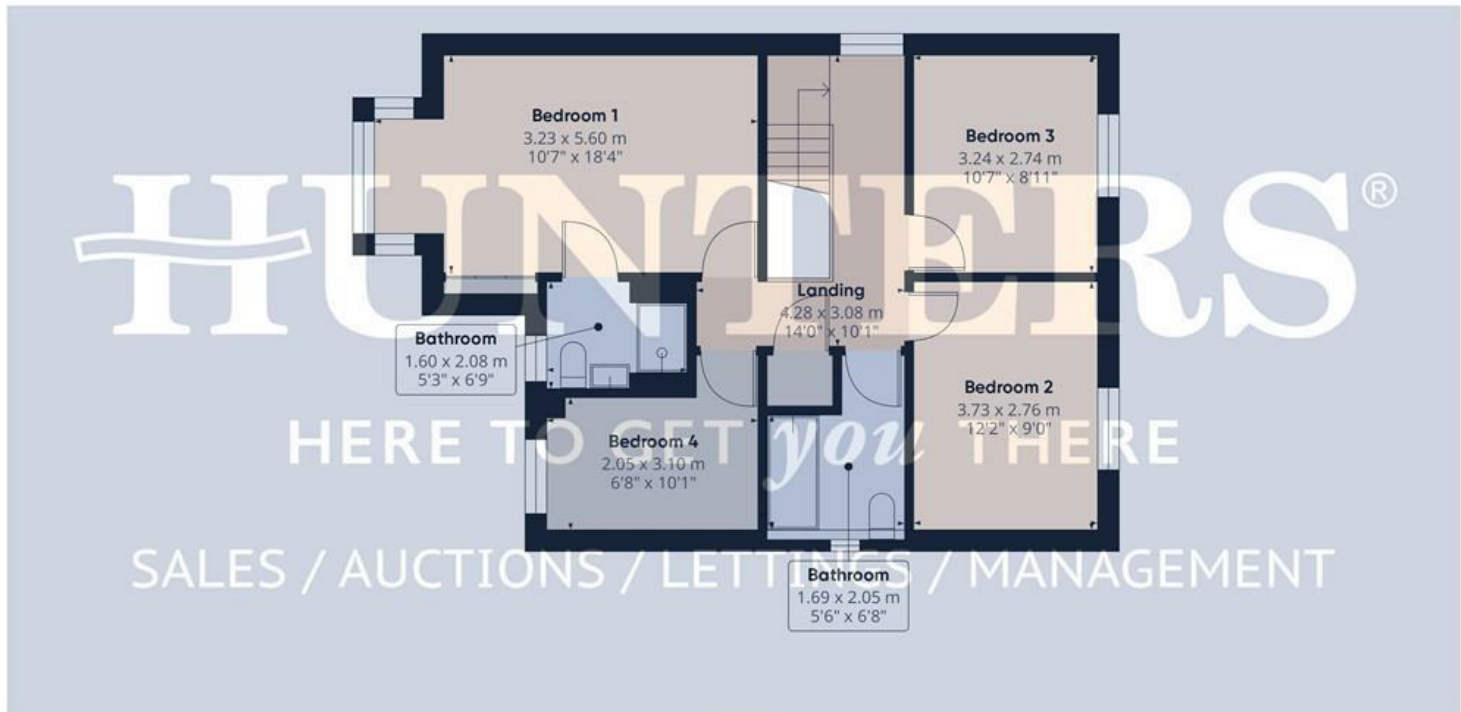 Bedroom 1
3.23 x 5.60 m
10'7" x 18'4"
Bedroom 3
3.24 x 2.74 m
10'7" x 8'11"
HUNTERS®
Landing
4.28 x 3.08 m
14'0" x 10'1"
Bathroom
1.60 x 2.08 m
5'3" x 6'9"
Bedroom 2
3.73 x 2.76 m
12'2" x 9'0"
HERE TO GET you THERE
Bedroom 4
2.05 x 3.10 m
6'8" x 10'1"
SALES / AUCTIONS / LETTINGS / MANAGEMENT
Bathroom
1.69 x 2.05 m
5'6" x 6'8"